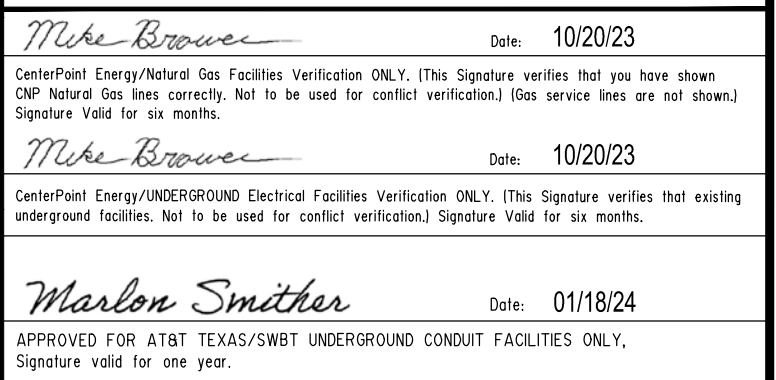 Mike Brower Date: 10/20/23
CenterPoint Energy/Natural Gas Facilities Verification ONLY. (This Signature verifies that you have shown
CNP Natural Gas lines correctly. Not to be used for conflict verification.) (Gas service lines are not shown.)
Signature Valid for six months.
Mike Brower Date: 10/20/23
CenterPoint Energy/UNDERGROUND Electrical Facilities Verification ONLY. (This Signature verifies that existing
underground facilities. Not to be used for conflict verification.) Signature Valid for six months.
Marlon Smither Date: 01/18/24
APPROVED FOR AT&T TEXAS/SWBT UNDERGROUND CONDUIT FACILITIES ONLY,
Signature valid for one year.